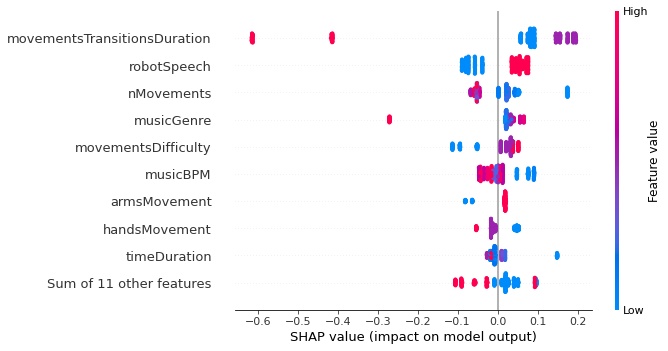 High
movementsTransitionsDuration
robotSpeech
nMovements
musicGenre
movementsDifficulty
musicBPM
armsMovement
handsMovement
timeDuration
Sum of 11 other features
Feature value
Low
−0.6 −0.5 −0.4 −0.3 −0.2 −0.1 0.0 0.1 0.2
SHAP value (impact on model output)